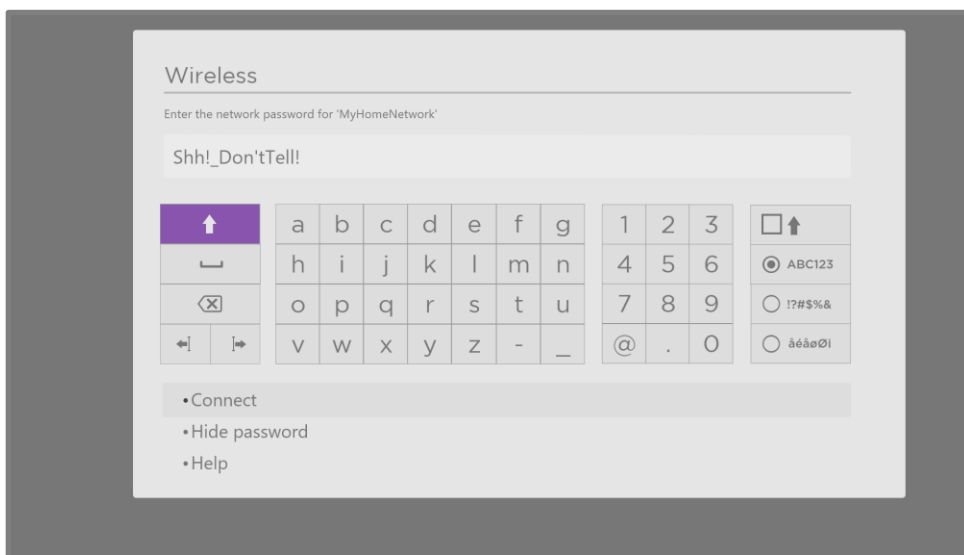 Wireless
Enter the network password for 'MyHomeNetwork'
Shh!_Don'tTell!
a b c d e f g 1 2 3
h i j k l m n 4 5 6 ABC123
o p q r s t u 7 8 9 !?#$%&
v w x y z - _ @ . 0 åéåøØi
•Connect
•Hide password
•Help